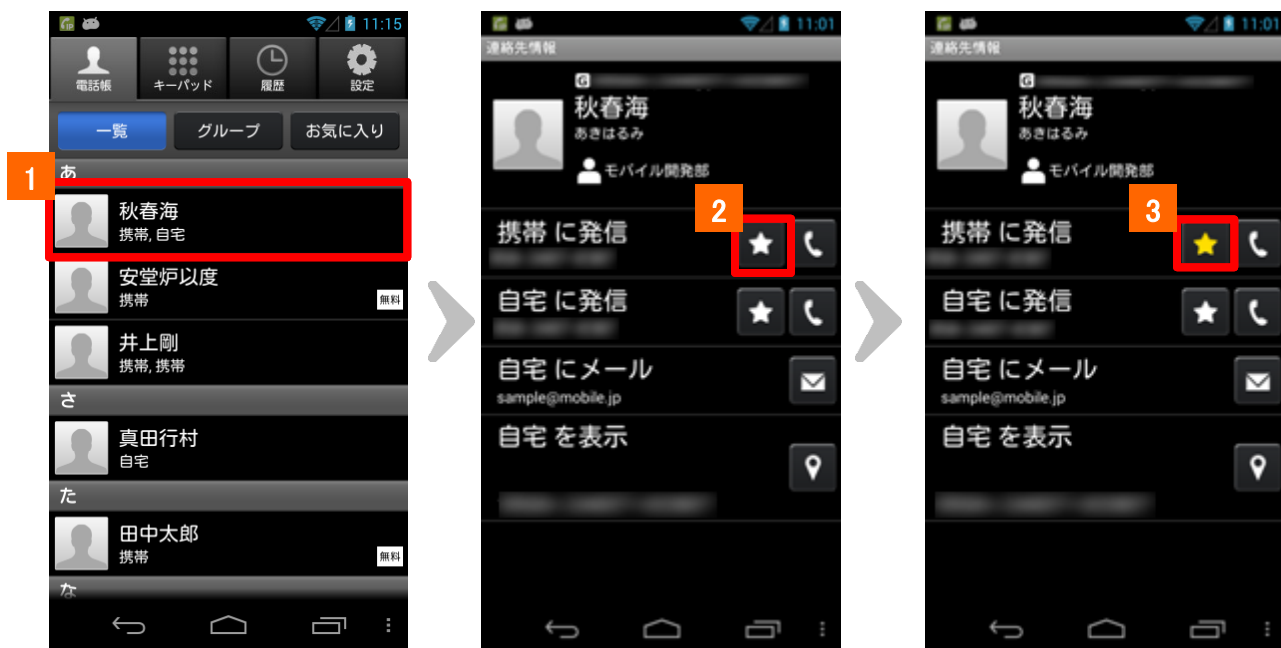 11:15
電話帳
キーパッド
履歴
設定
一覧
グループ
お気に入り
あ
1
秋春海
携帯, 自宅
安堂炉以度
携帯
無料
井上剛
携帯, 携帯
さ
真田行村
自宅
た
田中太郎
携帯
無料
な
11:01
連絡先情報
G
秋春海
あきはるみ
モバイル開発部
2
携帯 に発信
自宅 に発信
自宅 にメール
sample@mobile.jp
自宅 を表示
11:01
連絡先情報
G
秋春海
あきはるみ
モバイル開発部
3
携帯 に発信
自宅 に発信
自宅 にメール
sample@mobile.jp
自宅 を表示